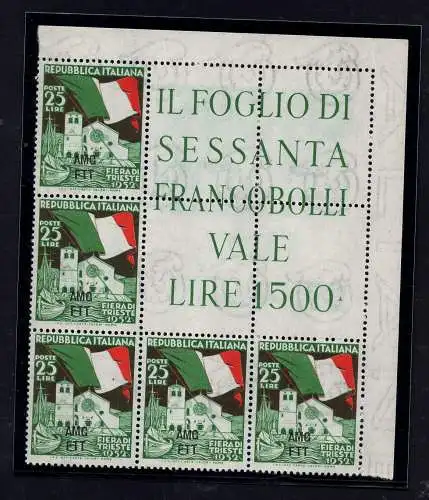 REPUBBLICA ITALIANA
POSTE
25
LIRE
AMG
FTT
FIERA DI
TRIESTE
1952
IL FOGLIO DI
SESSANTA
FRANCOBOLLI
VALE
LIRE 1500
REPUBBLICA ITALIANA
POSTE
25
LIRE
AMG
FTT
FIERA DI
TRIESTE
1952
REPUBBLICA ITALIANA
POSTE
25
LIRE
AMG
FTT
FIERA DI
TRIESTE
1952
REPUBBLICA ITALIANA
POSTE
25
LIRE
AMG
FTT
FIERA DI
TRIESTE
1952
REPUBBLICA ITALIANA
POSTE
25
LIRE
AMG
FTT
FIERA DI
TRIESTE
1952